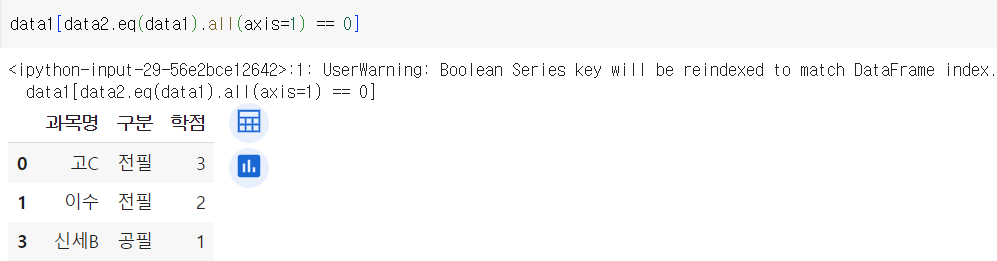 data1[data2.eq(data1).all(axis=1) == 0]
<ipython-input-29-56e2bce12642>:1: UserWarning: Boolean Series key will be reindexed to match DataFrame index.
data1[data2.eq(data1).all(axis=1) == 0]
과목명 구분 학점
0 고C 전필 3
1 이수 전필 2
3 신세B 공필 1